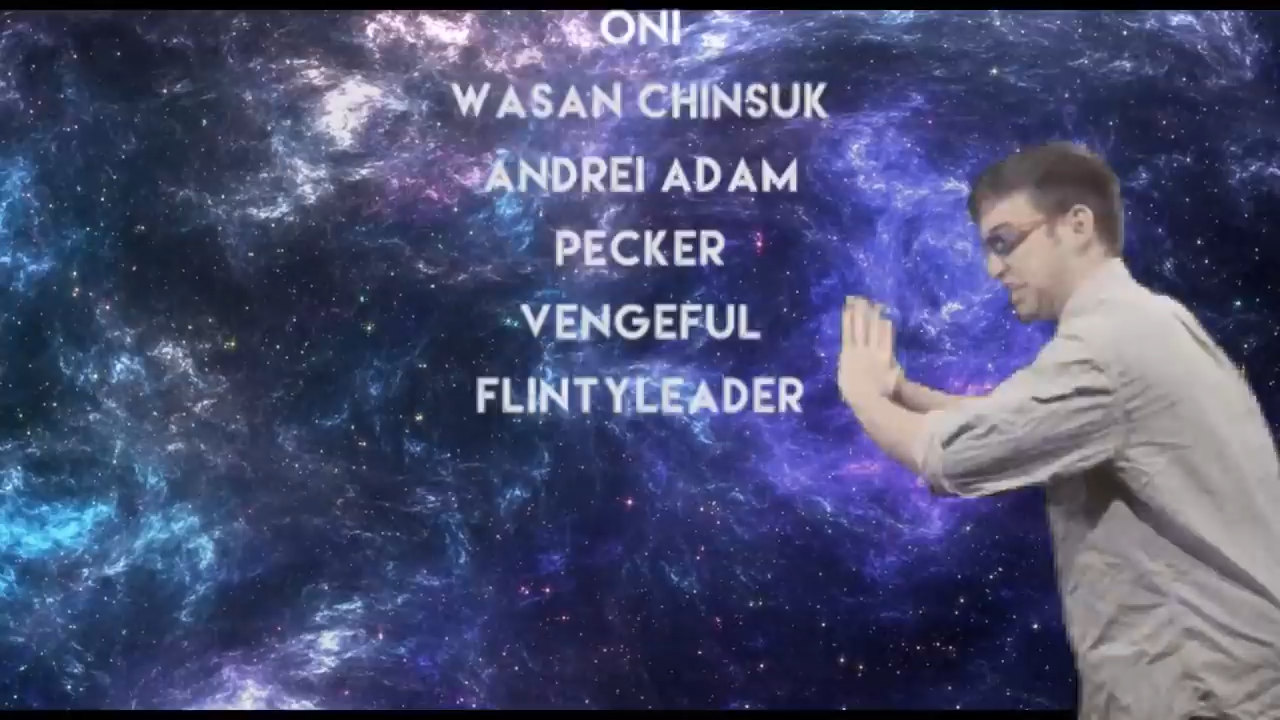 ONI
WASAN CHINSUK
ANDREI ADAM
PECKER
VENGEFUL
FLINTYLEADER